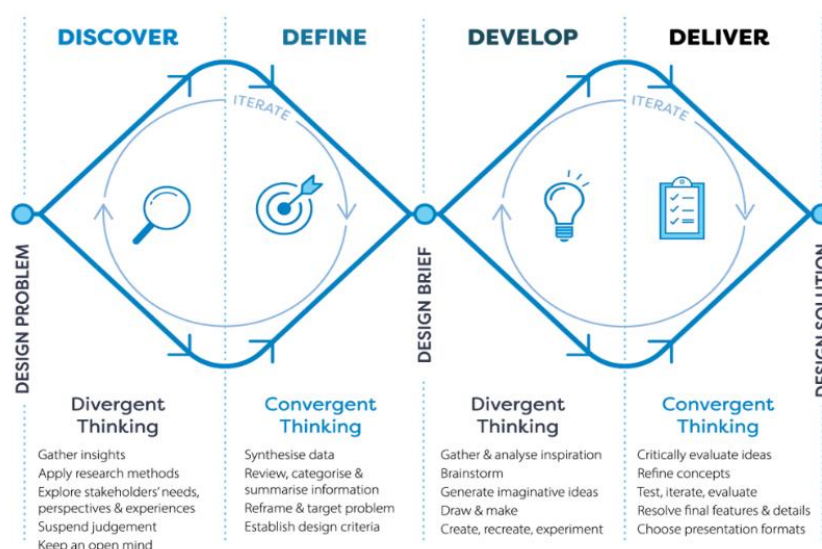 DISCOVER
DEFINE
DEVELOP
DELIVER
ITERATE
ITERATE
DESIGN PROBLEM
DESIGN BRIEF
DESIGN SOLUTION
Divergent
Thinking
Gather insights
Apply research methods
Explore stakeholders' needs,
perspectives & experiences
Suspend judgement
Keep an open mind
Convergent
Thinking
Synthesise data
Review, categorise &
summarise information
Reframe & target problem
Establish design criteria
Divergent
Thinking
Gather & analyse inspiration
Brainstorm
Generate imaginative ideas
Draw & make
Create, recreate, experiment
Convergent
Thinking
Critically evaluate ideas
Refine concepts
Test, iterate, evaluate
Resolve final features & details
Choose presentation formats